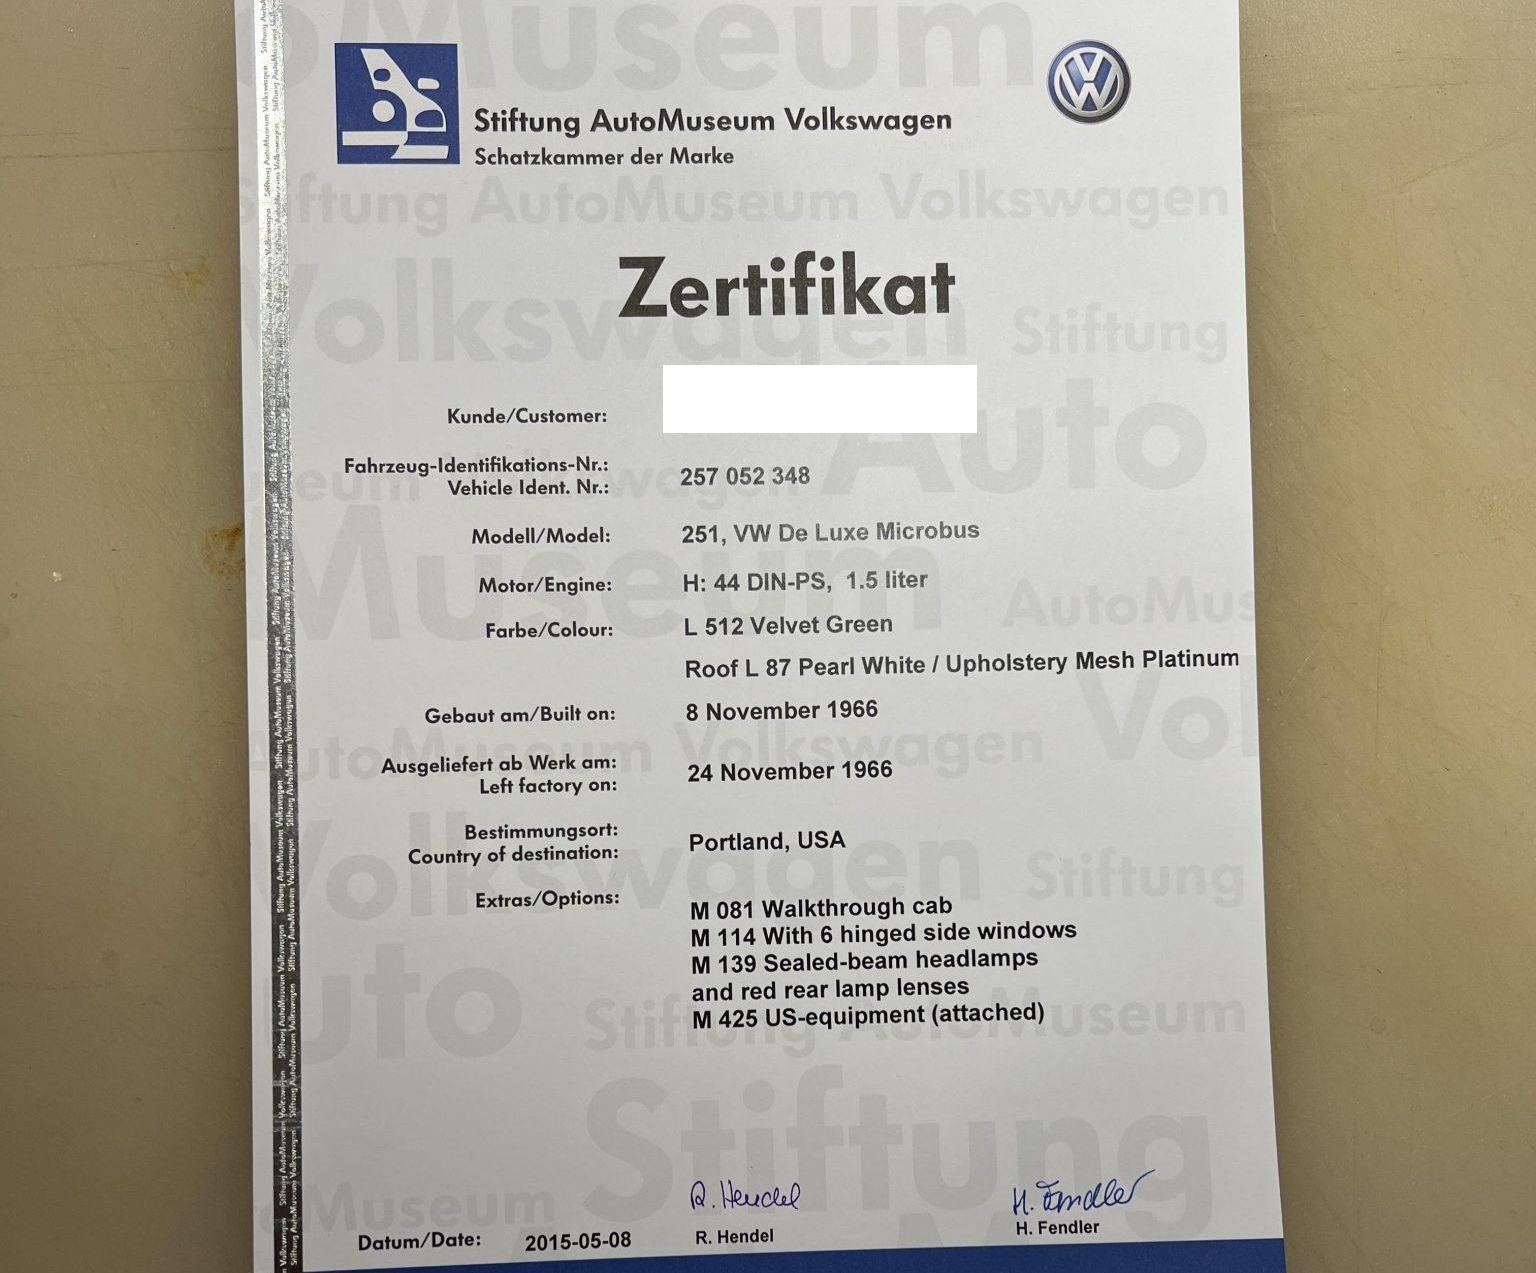 Stiftung AutoMuseum Volkswagen
Schatzkammer der Marke
Zertifikat
Kunde/Customer:
Fahrzeug-Identifikations-Nr.:
Vehicle Ident. Nr.: 257 052 348
Modell/Model: 251, VW De Luxe Microbus
Motor/Engine: H: 44 DIN-PS, 1.5 liter
Farbe/Colour: L 512 Velvet Green
Roof L 87 Pearl White / Upholstery Mesh Platinum
Gebaut am/Built on: 8 November 1966
Ausgeliefert ab Werk am:
Left factory on: 24 November 1966
Bestimmungsort:
Country of destination: Portland, USA
Extras/Options: M 081 Walkthrough cab
M 114 With 6 hinged side windows
M 139 Sealed-beam headlamps
and red rear lamp lenses
M 425 US-equipment (attached)
R. Hendel H. Fendler
Datum/Date: 2015-05-08 R. Hendel H. Fendler